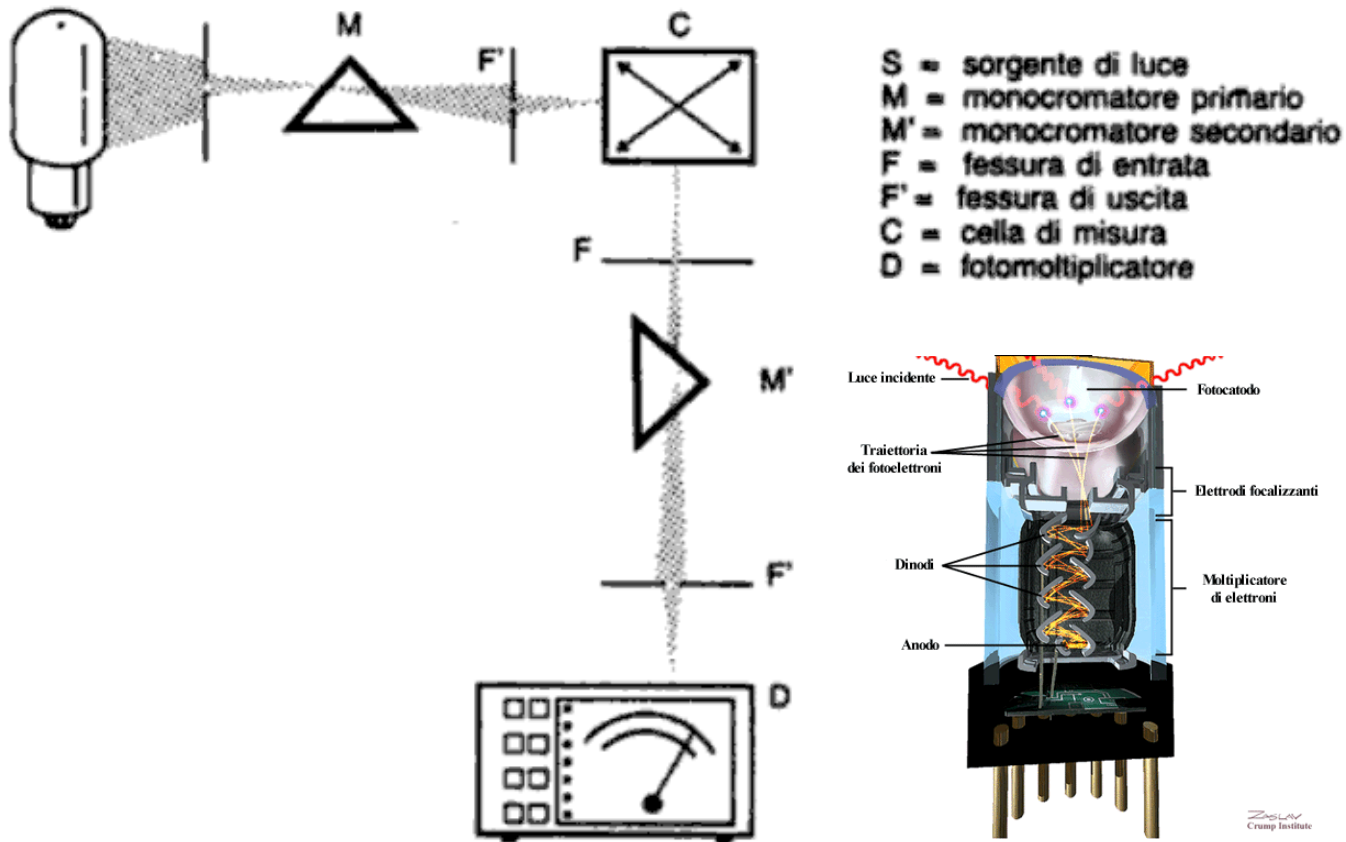 M
C
F'
S = sorgente di luce
M = monocromatore primario
M' = monocromatore secondario
F = fessura di entrata
F' = fessura di uscita
C = cella di misura
D = fotomoltiplicatore
F
M'
F'
D
Luce incidente
Fotocatodo
Traiettoria
dei fotoelettroni
Elettrodi focalizzanti
Dinodi
Moltiplicatore
di elettroni
Anodo
ZASLAV
Crump Institute